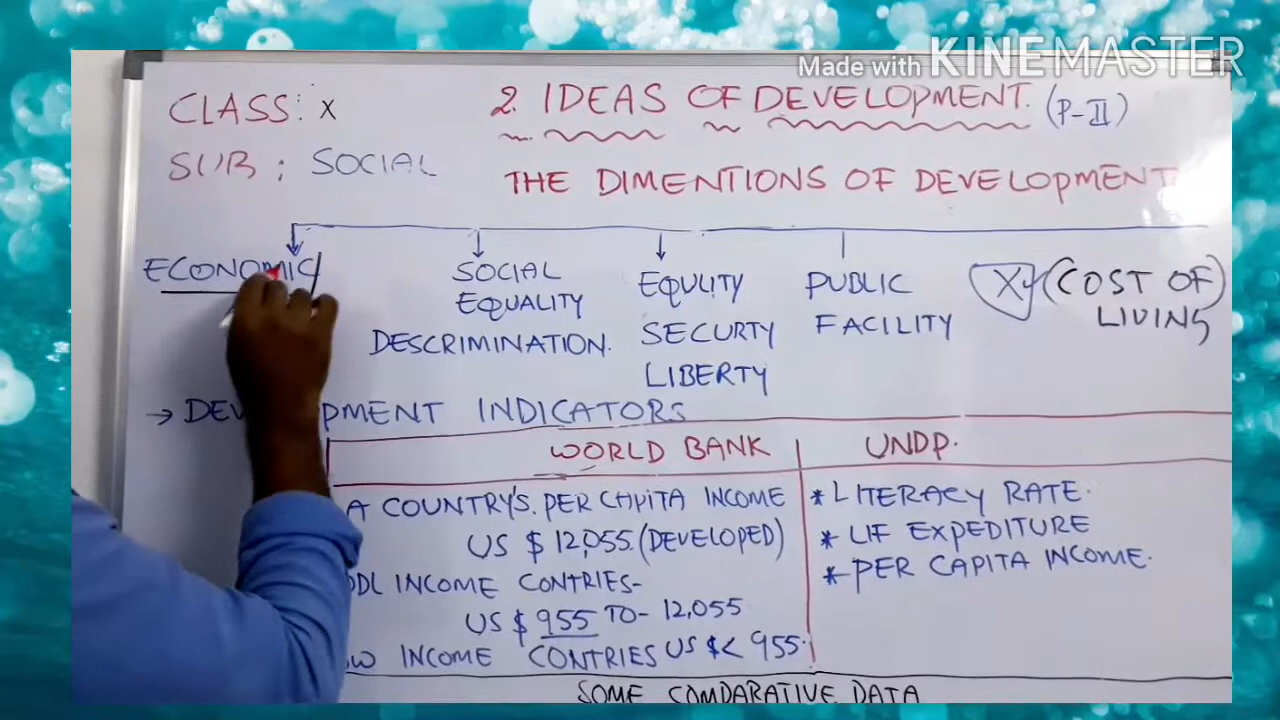 Made with KINEMASTER
CLASS: X
2. IDEAS OF DEVELOPMENT. (P-II)
SUB: SOCIAL
THE DIMENTIONS OF DEVELOPMENT
ECONOMIC
SOCIAL
EQUALITY
DESCRIMINATION.
EQULITY
SECURTY
LIBERTY
PUBLIC
FACILITY
(COST OF)
LIVING
→ PMENT INDICATORS
WORLD BANK
UNDP.
A COUNTRY'S. PER CAPITA INCOME
US $ 12,055. (DEVELOPED)
INCOME CONTRIES-
US $ 955 TO- 12,055
INCOME CONTRIES US $< 955.
* LITERACY RATE.
* LIF EXPEDITURE
* PER CAPITA INCOME.
SOME COMPARATIVE DATA